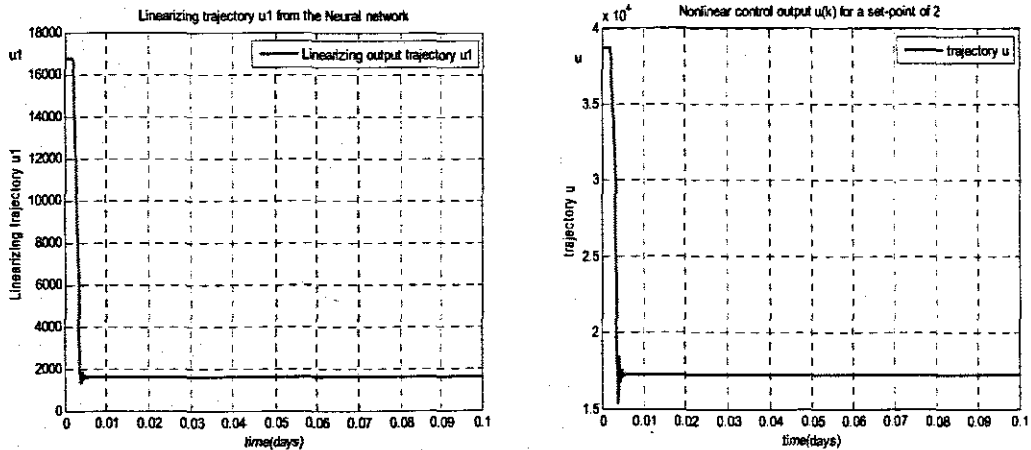 Linearizing trajectory u1 from the Neural network
u1
18000
16000
14000
12000
10000
8000
6000
4000
2000
0
Linearizing trajectory u1
Linearizing output trajectory u1
0 0.01 0.02 0.03 0.04 0.05 0.06 0.07 0.08 0.09 0.1
time(days)
Nonlinear control output u(k) for a set-point of 2
x 10⁴
u
4
3.5
3
2.5
2
1.5
trajectory u
trajectory u
0 0.01 0.02 0.03 0.04 0.05 0.06 0.07 0.08 0.09 0.1
time(days)